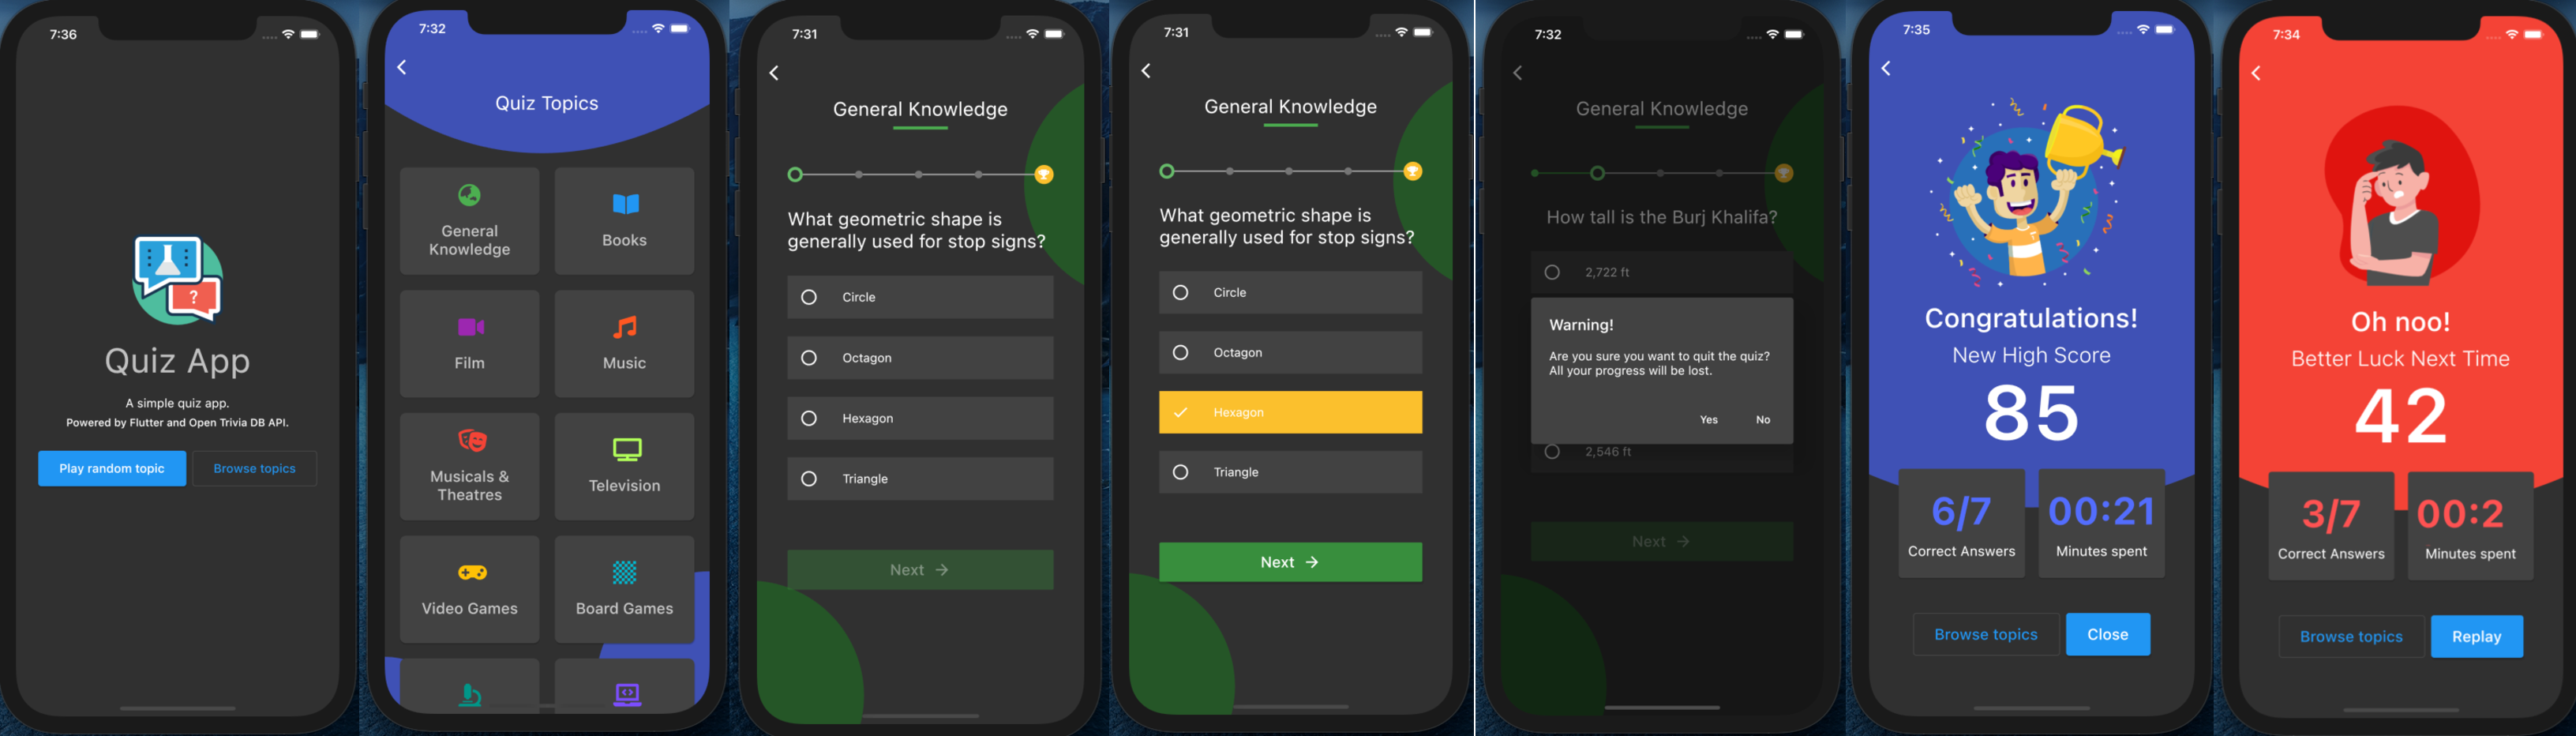 7:36
?
Quiz App
A simple quiz app.
Powered by Flutter and Open Trivia DB API.
Play random topic
Browse topics
7:32
Quiz Topics
General
Knowledge
Books
Film
Music
Musicals &
Theatres
Television
Video Games
Board Games
7:31
General Knowledge
What geometric shape is
generally used for stop signs?
Circle
Octagon
Hexagon
Triangle
Next →
7:31
General Knowledge
What geometric shape is
generally used for stop signs?
Circle
Octagon
Hexagon
Triangle
Next →
7:32
General Knowledge
How tall is the Burj Khalifa?
2,722 ft
Warning!
Are you sure you want to quit the quiz?
All your progress will be lost.
Yes
No
2,546 ft
Next →
7:35
Congratulations!
New High Score
85
6/7
Correct Answers
00:21
Minutes spent
Browse topics
Close
7:34
Oh noo!
Better Luck Next Time
42
3/7
Correct Answers
00:2
Minutes spent
Browse topics
Replay